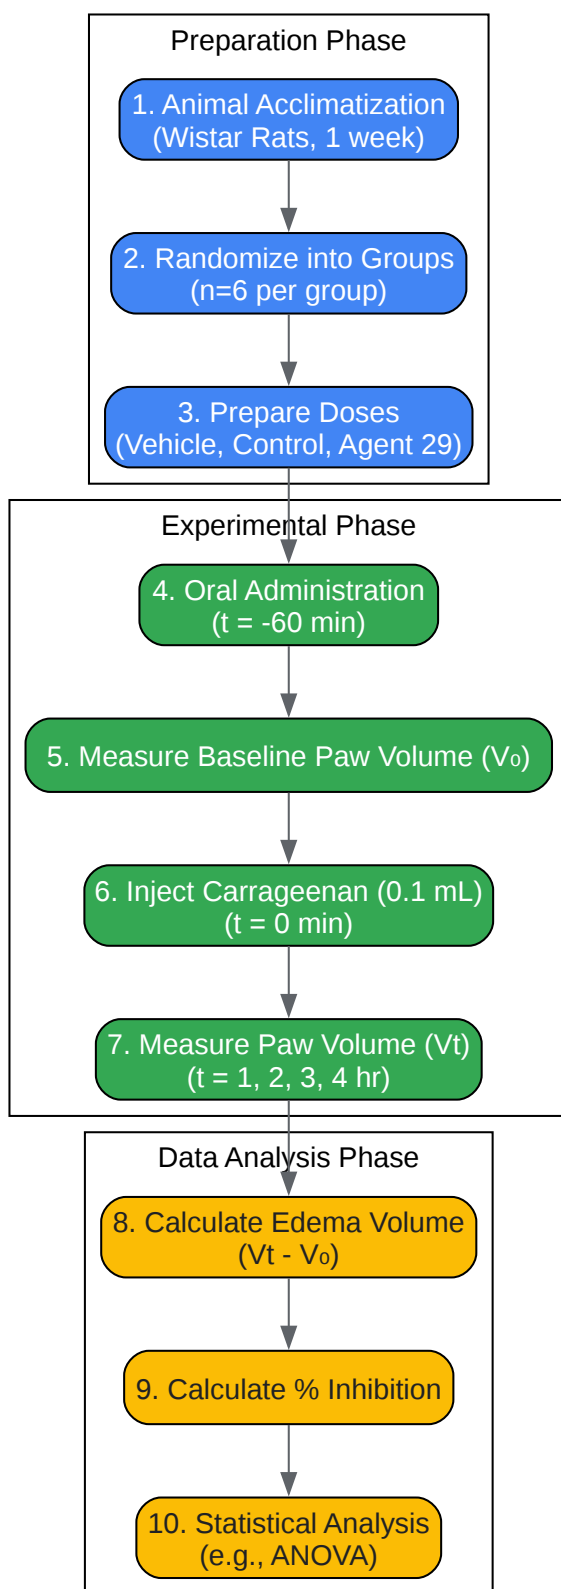 Preparation Phase
1. Animal Acclimatization
(Wistar Rats, 1 week)
2. Randomize into Groups
(n=6 per group)
3. Prepare Doses
(Vehicle, Control, Agent 29)
Experimental Phase
4. Oral Administration
(t = -60 min)
5. Measure Baseline Paw Volume (V₀)
6. Inject Carrageenan (0.1 mL)
(t = 0 min)
7. Measure Paw Volume (Vt)
(t = 1, 2, 3, 4 hr)
Data Analysis Phase
8. Calculate Edema Volume
(Vt - V₀)
9. Calculate % Inhibition
10. Statistical Analysis
(e.g., ANOVA)